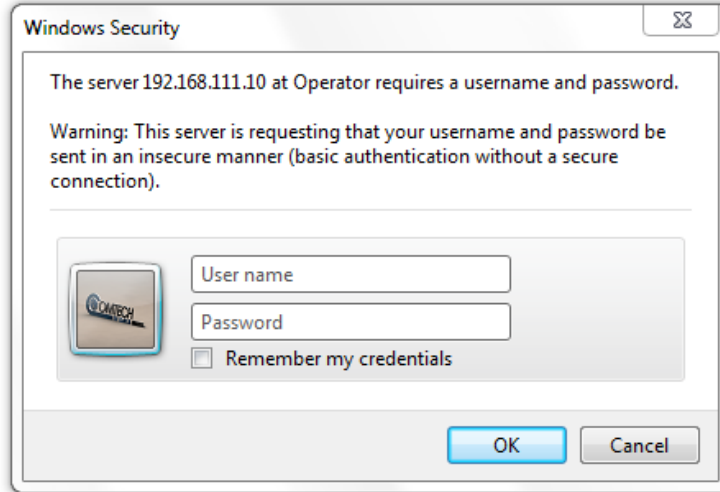 Windows Security
The server 192.168.111.10 at Operator requires a username and password.
Warning: This server is requesting that your username and password be
sent in an insecure manner (basic authentication without a secure
connection).
User name
COMTECH
Password
Remember my credentials
OK
Cancel